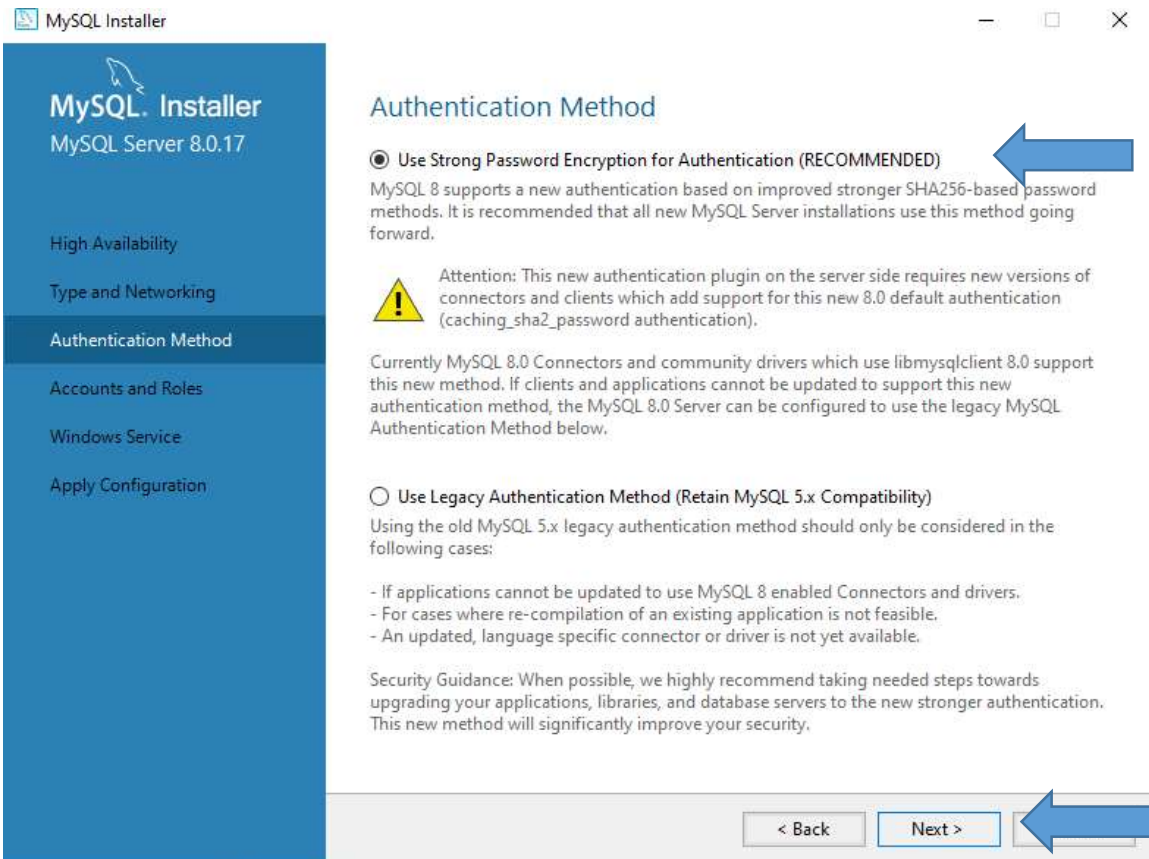 MySQL Installer
MySQL. Installer
MySQL Server 8.0.17
High Availability
Type and Networking
Authentication Method
Accounts and Roles
Windows Service
Apply Configuration
Authentication Method
Use Strong Password Encryption for Authentication (RECOMMENDED)
MySQL 8 supports a new authentication based on improved stronger SHA256-based password
methods. It is recommended that all new MySQL Server installations use this method going
forward.
Attention: This new authentication plugin on the server side requires new versions of
connectors and clients which add support for this new 8.0 default authentication
(caching_sha2_password authentication).
Currently MySQL 8.0 Connectors and community drivers which use libmysqlclient 8.0 support
this new method. If clients and applications cannot be updated to support this new
authentication method, the MySQL 8.0 Server can be configured to use the legacy MySQL
Authentication Method below.
Use Legacy Authentication Method (Retain MySQL 5.x Compatibility)
Using the old MySQL 5.x legacy authentication method should only be considered in the
following cases:
- If applications cannot be updated to use MySQL 8 enabled Connectors and drivers.
- For cases where re-compilation of an existing application is not feasible.
- An updated, language specific connector or driver is not yet available.
Security Guidance: When possible, we highly recommend taking needed steps towards
upgrading your applications, libraries, and database servers to the new stronger authentication.
This new method will significantly improve your security.
< Back
Next >